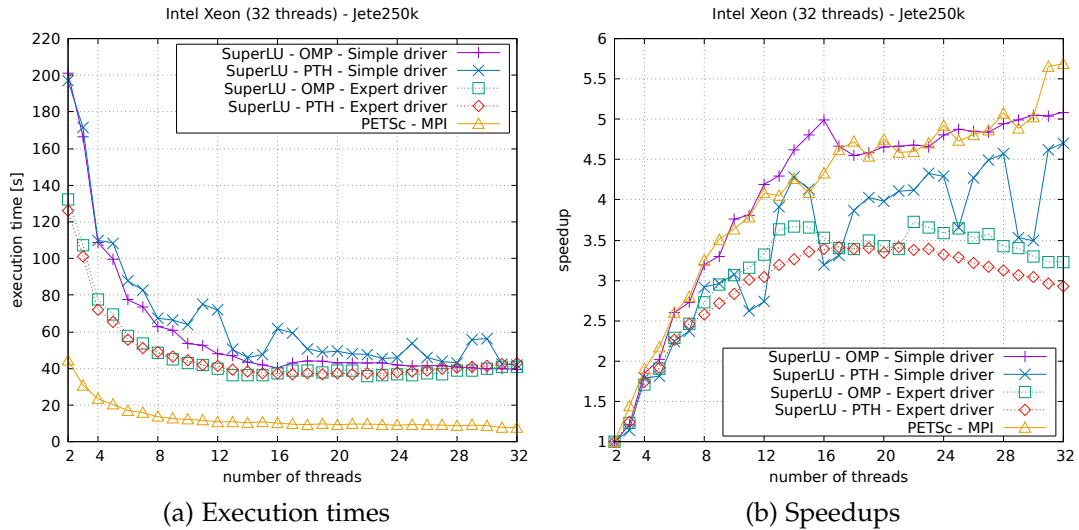 Intel Xeon (32 threads) - Jete250k
220
200
180
160
140
120
100
80
60
40
20
0
execution time [s]
SuperLU - OMP - Simple driver
SuperLU - PTH - Simple driver
SuperLU - OMP - Expert driver
SuperLU - PTH - Expert driver
PETSc - MPI
2 4 8 12 16 20 24 28 32
number of threads
(a) Execution times
Intel Xeon (32 threads) - Jete250k
6
5.5
5
4.5
4
3.5
3
2.5
2
1.5
1
speedup
SuperLU - OMP - Simple driver
SuperLU - PTH - Simple driver
SuperLU - OMP - Expert driver
SuperLU - PTH - Expert driver
PETSc - MPI
2 4 8 12 16 20 24 28 32
number of threads
(b) Speedups